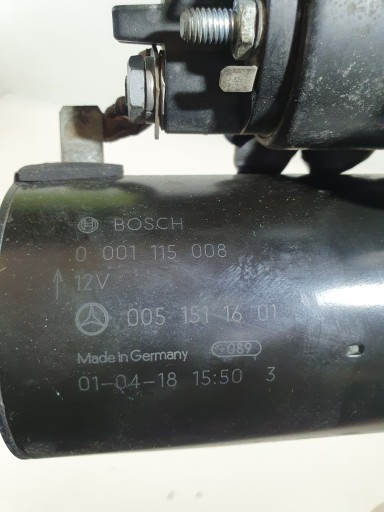 BOSCH
0 001 115 008
12V
005 151 16 01
Made in Germany 089
01-04-18 15:50 3